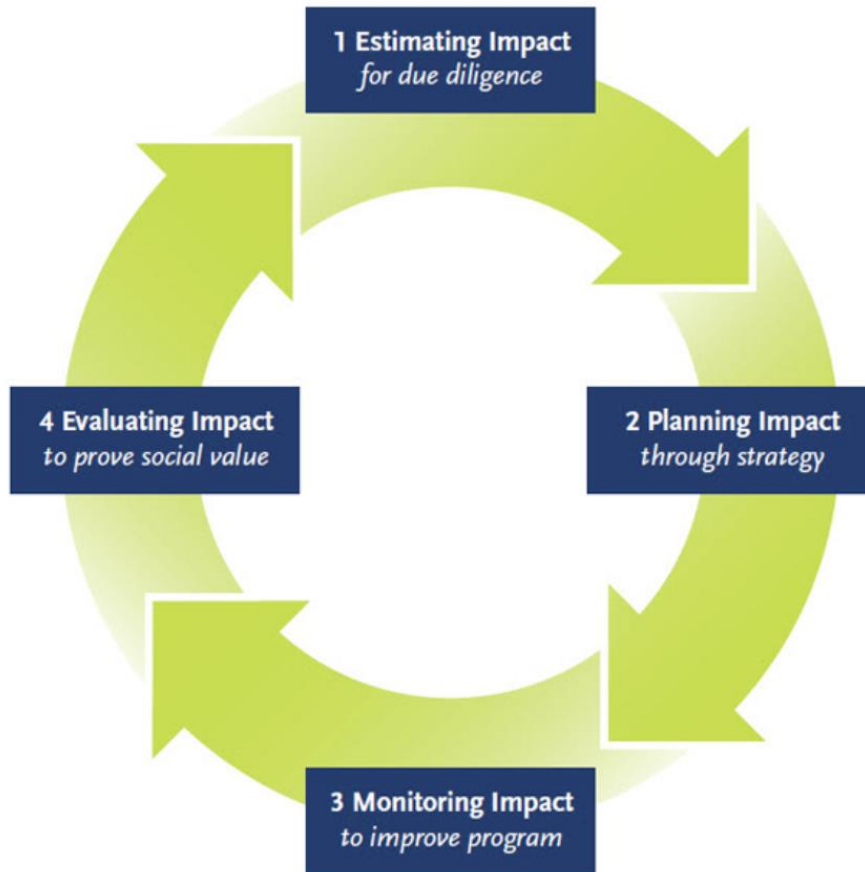 1 Estimating Impact
for due diligence
2 Planning Impact
through strategy
3 Monitoring Impact
to improve program
4 Evaluating Impact
to prove social value